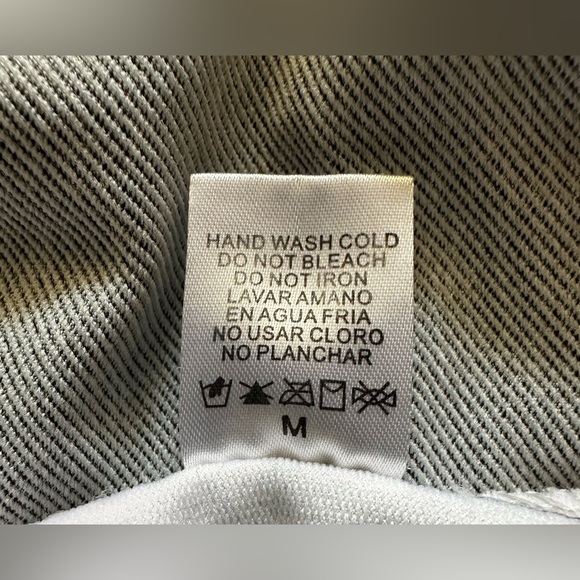 HAND WASH COLD
DO NOT BLEACH
DO NOT IRON
LAVAR AMANO
EN AGUA FRIA
NO USAR CLORO
NO PLANCHAR
M